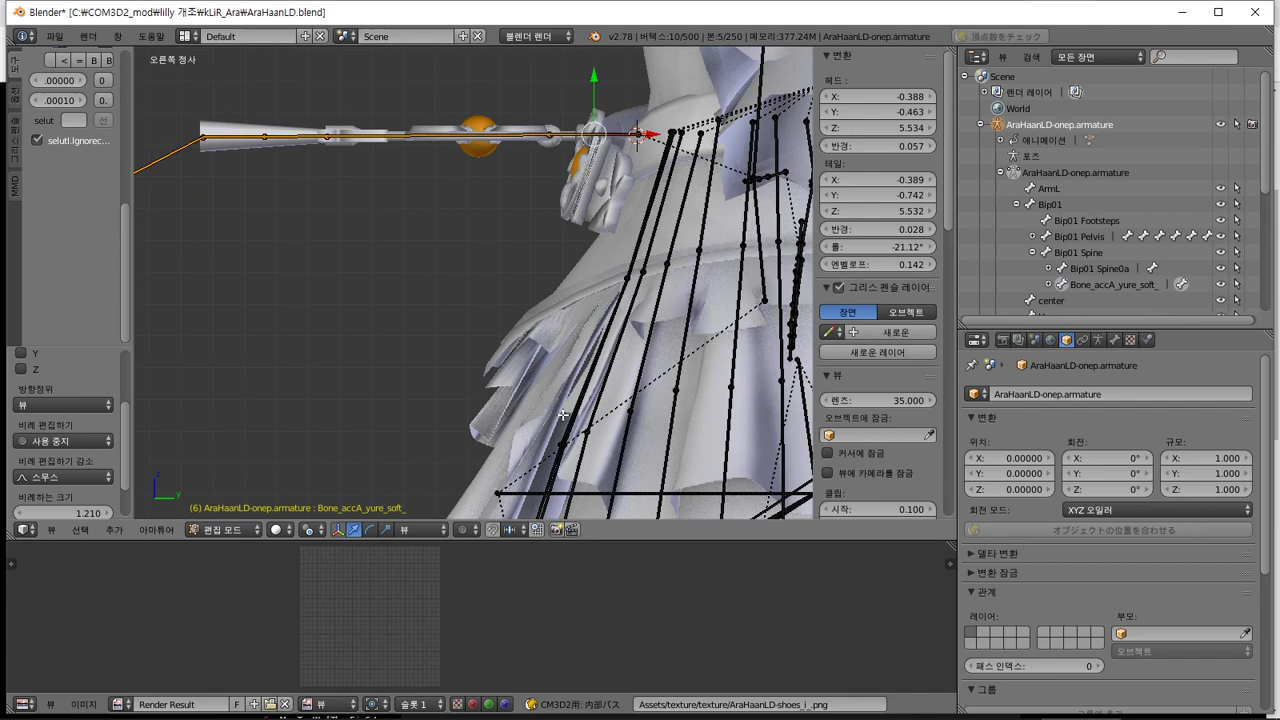 Blender* [C:\COM3D2_mod\lilly 개조\kLiR_Ara\AraHaanLD.blend]
파일 렌더 창 도움말 Default Scene 블렌더 렌더 v2.78 | 버텍스:10/500 | 본:5/250 | 메모리:377.24M | AraHaanLD-onep.armature 頂点数をチェック
오른쪽 정사
< = B B
.00000 0
.00010 0.
selut 선
selutl.Ignorec...
MMD
Y
Z
방향정위
뷰
비례 편집하기
사용 중지
비례 편집하기 감소
스무스
비례하는 크기
1.210
z
y
(6) AraHaanLD-onep.armature : Bone_accA_yure_soft_
뷰 선택 추가 아마튜어 편집 모드 뷰
변환
헤드:
X: -0.388
Y: -0.463
Z: 5.534
반경: 0.057
테일:
X: -0.389
Y: -0.742
Z: 5.532
반경: 0.028
롤: -21.12°
엔벨로프: 0.142
그리스 펜슬 레이어
장면 오브젝트
새로운
새로운 레이어
뷰
렌즈: 35.000
오브젝트에 잠금:
커서에 잠금
뷰에 카메라를 잠금
클립:
시작: 0.100
뷰 검색 모든 장면
Scene
렌더 레이어
World
AraHaanLD-onep.armature
애니메이션
포즈
AraHaanLD-onep.armature
ArmL
Bip01
Bip01 Footsteps
Bip01 Pelvis
Bip01 Spine
Bip01 Spine0a
Bone_accA_yure_soft_
center
AraHaanLD-onep.armature
AraHaanLD-onep.armature
변환
위치: 회전: 규모:
X: 0.00000 X: 0° X: 1.000
Y: 0.00000 Y: 0° Y: 1.000
Z: 0.00000 Z: 0° Z: 1.000
회전 모드: XYZ 오일러
オブジェクトの位置を合わせる
델타 변환
변환 잠금
관계
레이어: 부모:
오브젝트
패스 인덱스: 0
그룹
뷰 이미지 Render Result F 뷰 슬롯 1 CM3D2用: 内部パス Assets/texture/texture/AraHaanLD-shoes_i_.png